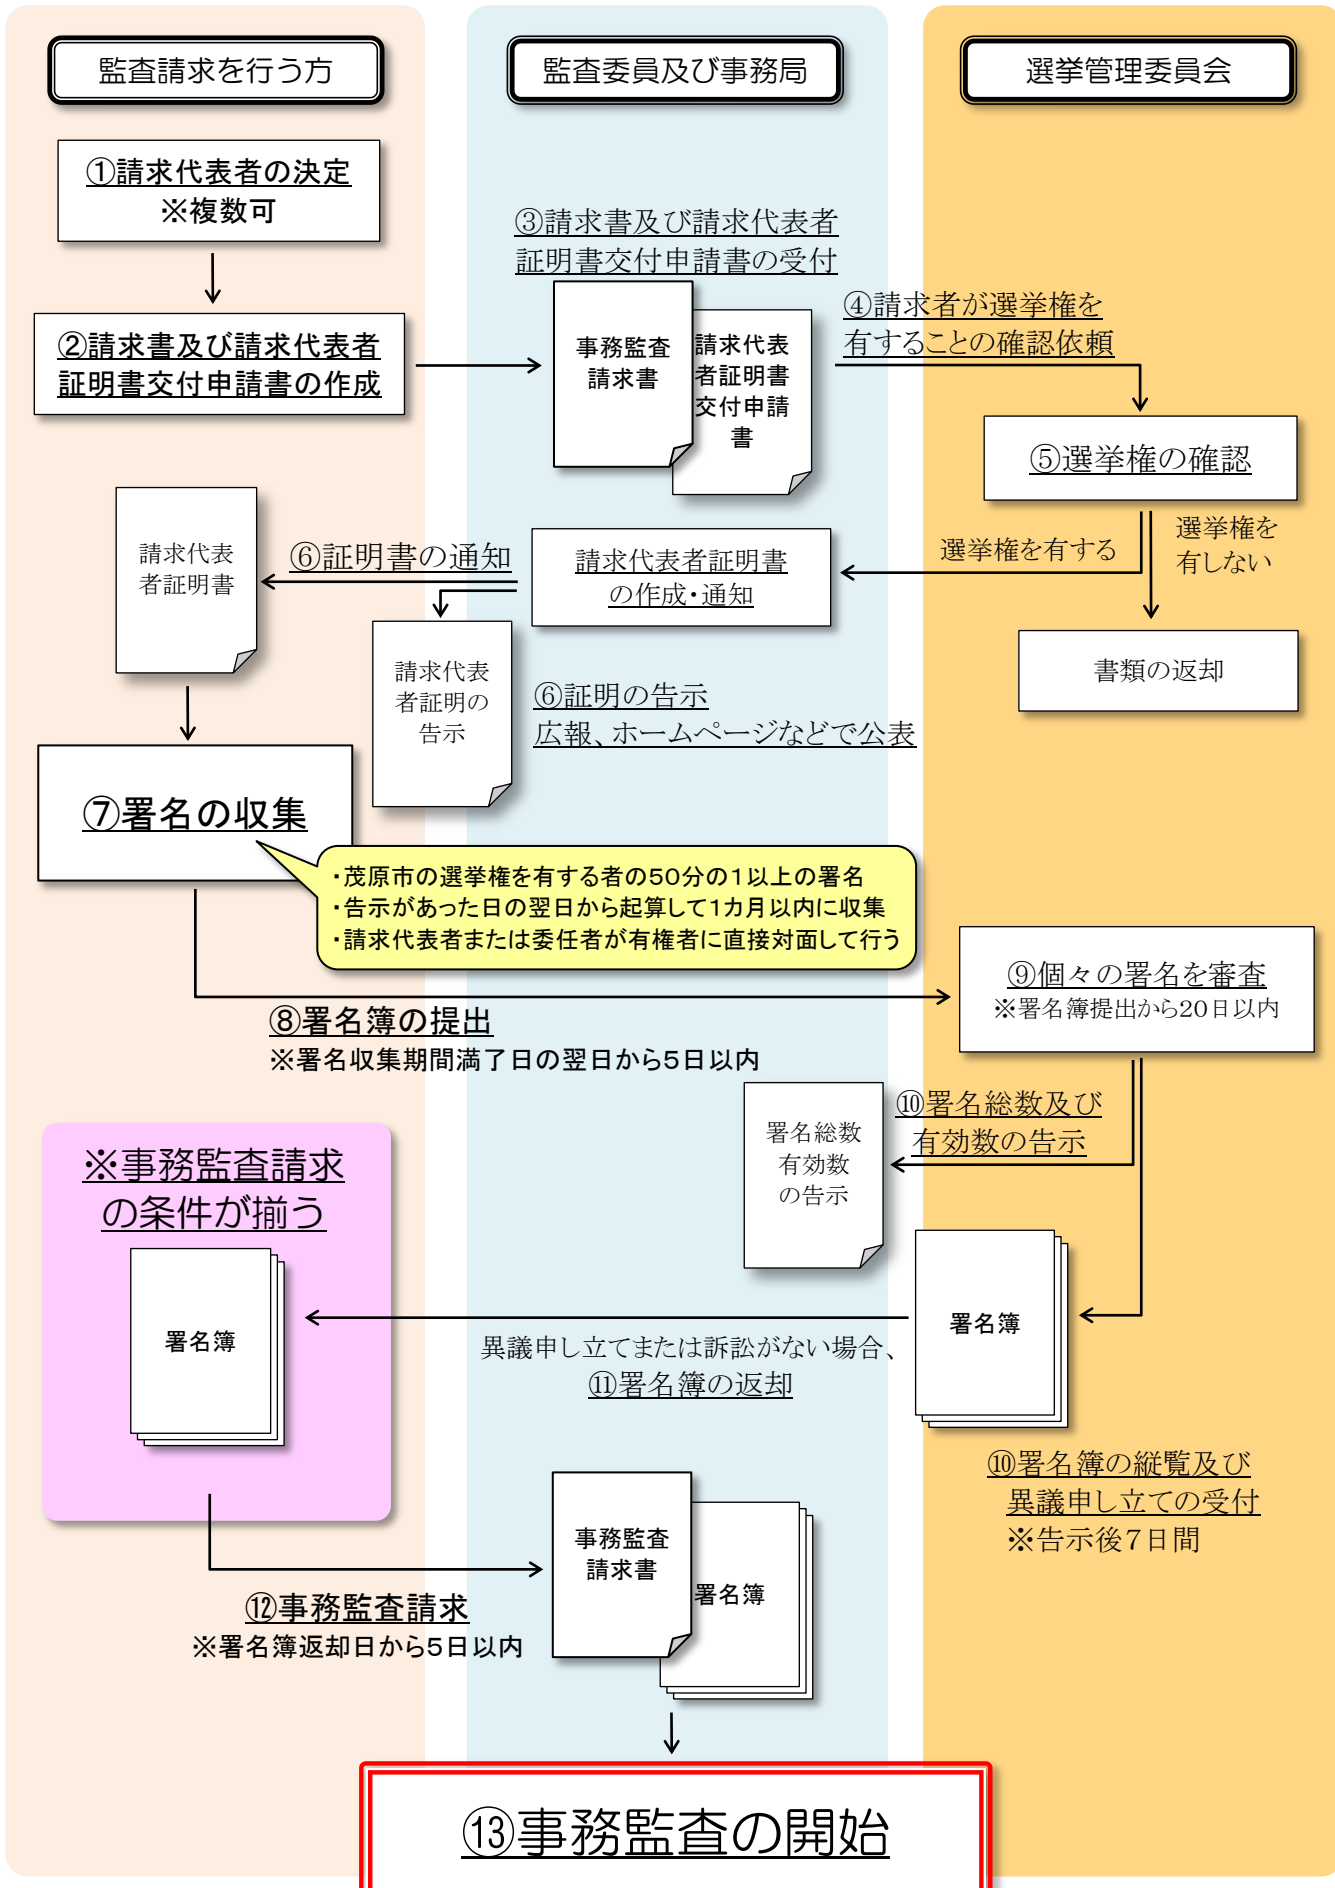 監査請求を行う方
監査委員及び事務局
選挙管理委員会
①請求代表者の決定
※複数可
②請求書及び請求代表者
証明書交付申請書の作成
③請求書及び請求代表者
証明書交付申請書の受付
事務監査
請求書
請求代表
者証明書
交付申請
書
④請求者が選挙権を
有することの確認依頼
⑤選挙権の確認
選挙権を有する
選挙権を
有しない
書類の返却
請求代表者証明書
の作成・通知
⑥証明書の通知
請求代表
者証明書
請求代表
者証明の
告示
⑥証明の告示
広報、ホームページなどで公表
⑦署名の収集
・茂原市の選挙権を有する者の50分の1以上の署名
・告示があった日の翌日から起算して1カ月以内に収集
・請求代表者または委任者が有権者に直接対面して行う
⑧署名簿の提出
※署名収集期間満了日の翌日から5日以内
⑨個々の署名を審査
※署名簿提出から20日以内
⑩署名総数及び
有効数の告示
署名総数
有効数
の告示
署名簿
⑩署名簿の縦覧及び
異議申し立ての受付
※告示後7日間
異議申し立てまたは訴訟がない場合、
⑪署名簿の返却
※事務監査請求
の条件が揃う
署名簿
⑫事務監査請求
※署名簿返却日から5日以内
事務監査
請求書
署名簿
⑬事務監査の開始